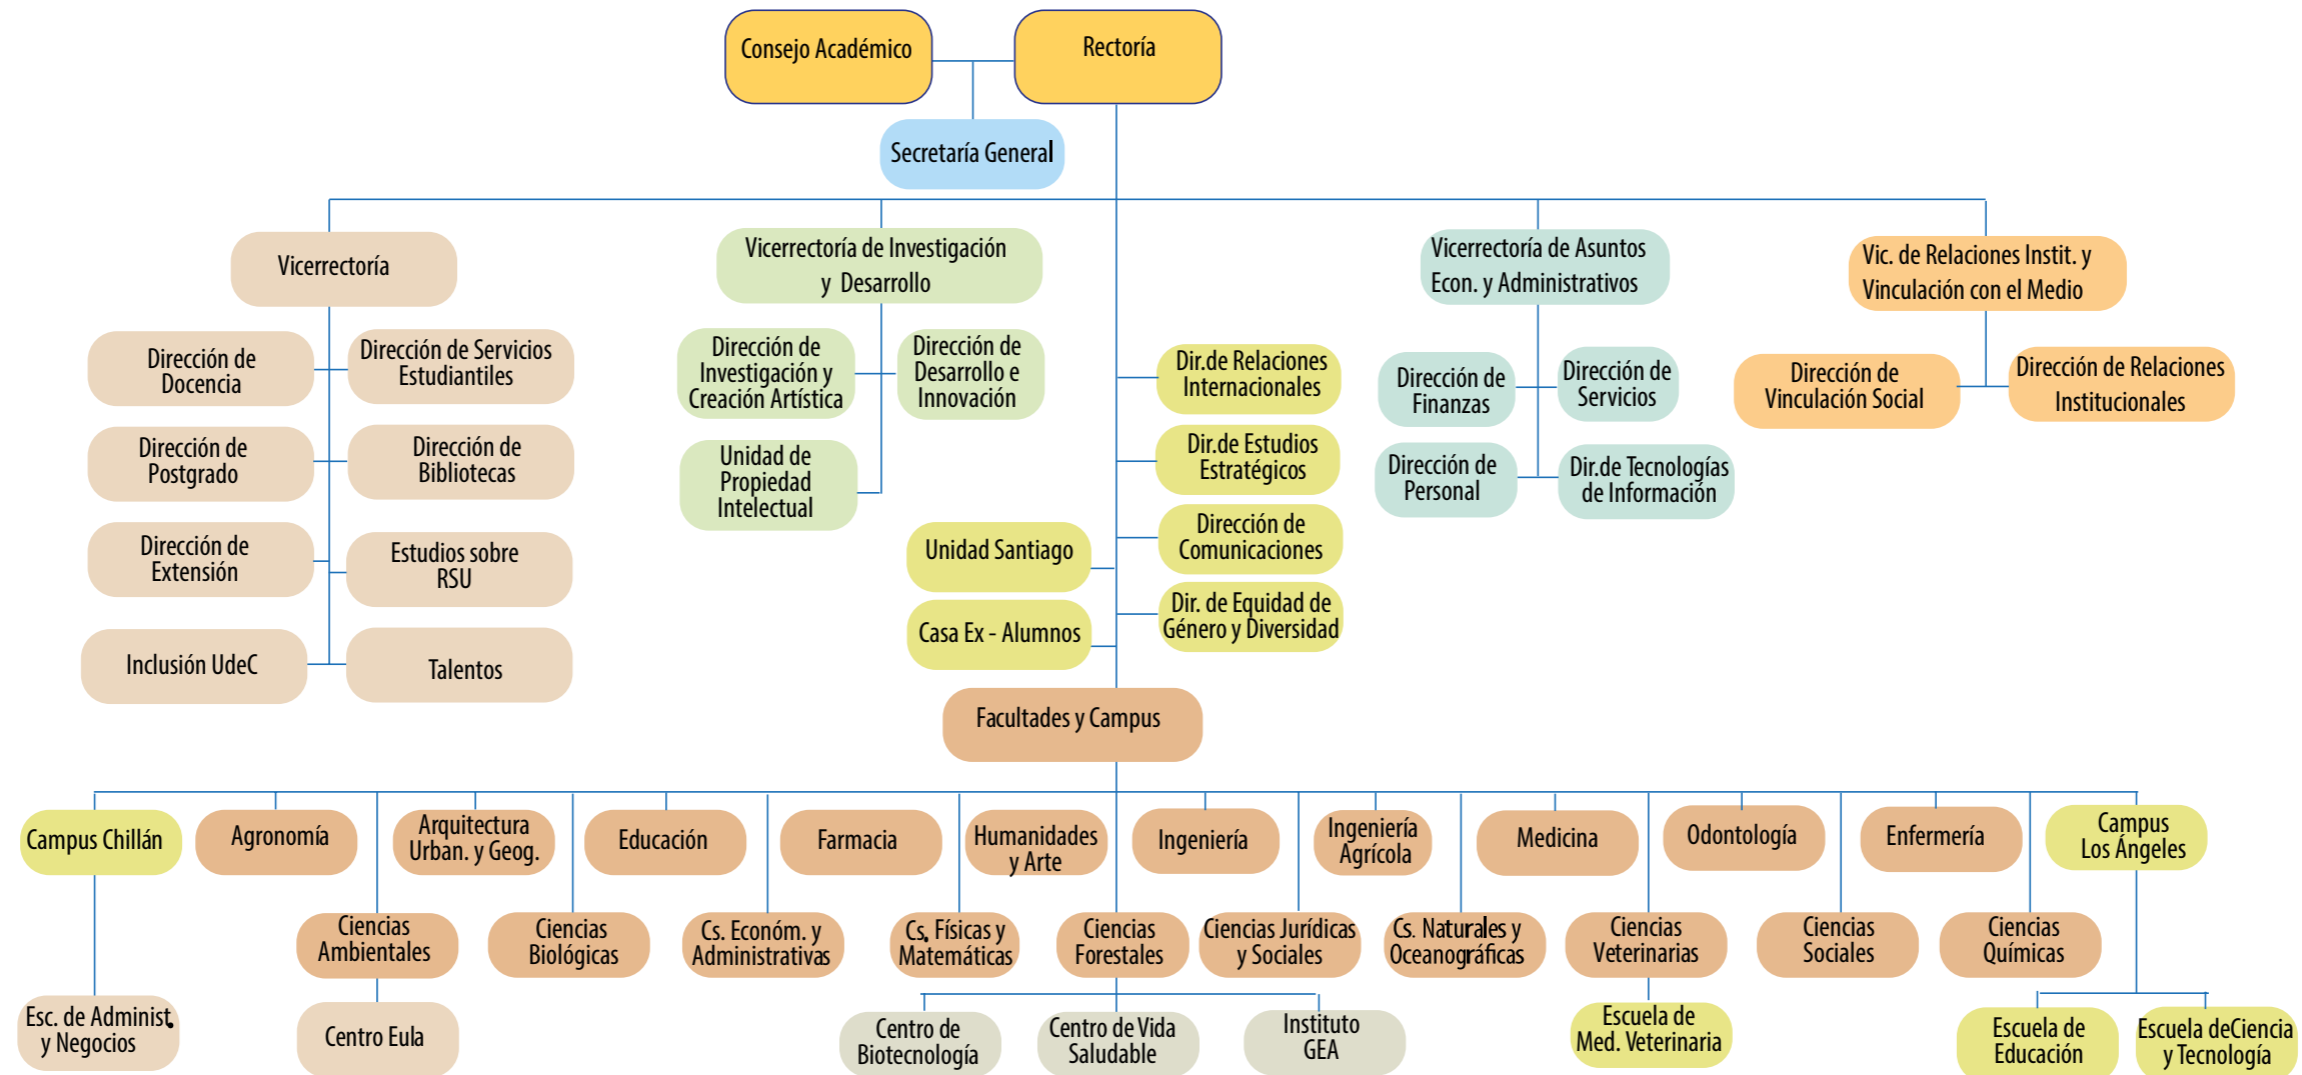 Consejo Académico
Rectoría
Secretaría General
Vicerrectoría
Vicerrectoría de Investigación
y Desarrollo
Vicerrectoría de Asuntos
Econ. y Administrativos
Vic. de Relaciones Instit. y
Vinculación con el Medio
Dirección de
Docencia
Dirección de Servicios
Estudiantiles
Dirección de
Postgrado
Dirección de
Bibliotecas
Dirección de
Extensión
Estudios sobre
RSU
Inclusión UdeC
Talentos
Dirección de
Investigación y
Creación Artística
Dirección de
Desarrollo e
Innovación
Unidad de
Propiedad
Intelectual
Dir.de Relaciones
Internacionales
Dir.de Estudios
Estratégicos
Dirección de
Comunicaciones
Dir. de Equidad de
Género y Diversidad
Unidad Santiago
Casa Ex - Alumnos
Dirección de
Finanzas
Dirección de
Servicios
Dirección de
Personal
Dir.de Tecnologías
de Información
Dirección de
Vinculación Social
Dirección de Relaciones
Institucionales
Facultades y Campus
Campus Chillán
Agronomía
Arquitectura
Urban. y Geog.
Educación
Farmacia
Humanidades
y Arte
Ingeniería
Ingeniería
Agrícola
Medicina
Odontología
Enfermería
Campus
Los Ángeles
Ciencias
Ambientales
Ciencias
Biológicas
Cs. Económ. y
Administrativas
Cs. Físicas y
Matemáticas
Ciencias
Forestales
Ciencias Jurídicas
y Sociales
Cs. Naturales y
Oceanográficas
Ciencias
Veterinarias
Ciencias
Sociales
Ciencias
Químicas
Esc. de Administ.
y Negocios
Centro Eula
Centro de
Biotecnología
Centro de Vida
Saludable
Instituto
GEA
Escuela de
Med. Veterinaria
Escuela de
Educación
Escuela deCiencia
y Tecnología